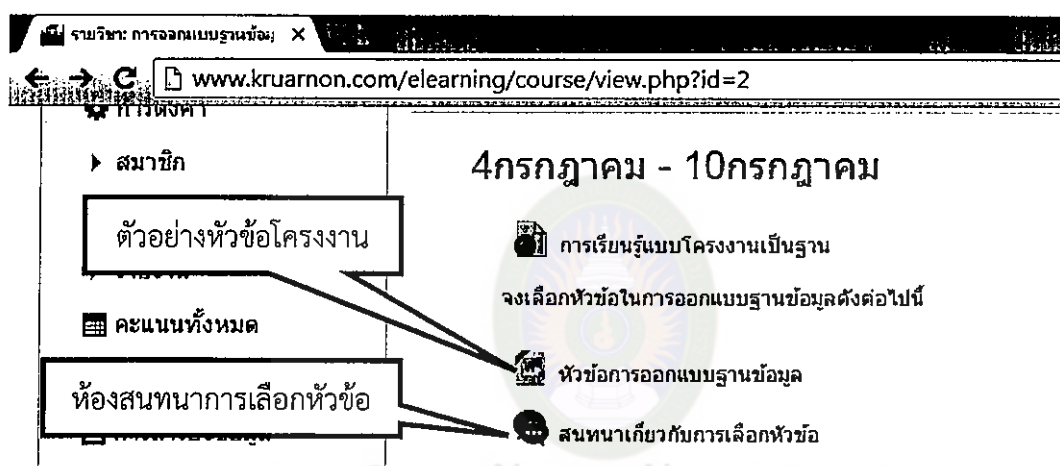 รายวิชา: การออกแบบฐานข้อมู
www.kruarnon.com/elearning/course/view.php?id=2
สมาชิก
4กรกฎาคม - 10กรกฎาคม
ตัวอย่างหัวข้อโครงงาน
การเรียนรู้แบบโครงงานเป็นฐาน
จงเลือกหัวข้อในการออกแบบฐานข้อมูลดังต่อไปนี้
คะแนนทั้งหมด
หัวข้อการออกแบบฐานข้อมูล
ห้องสนทนาการเลือกหัวข้อ
สนทนาเกี่ยวกับการเลือกหัวข้อ